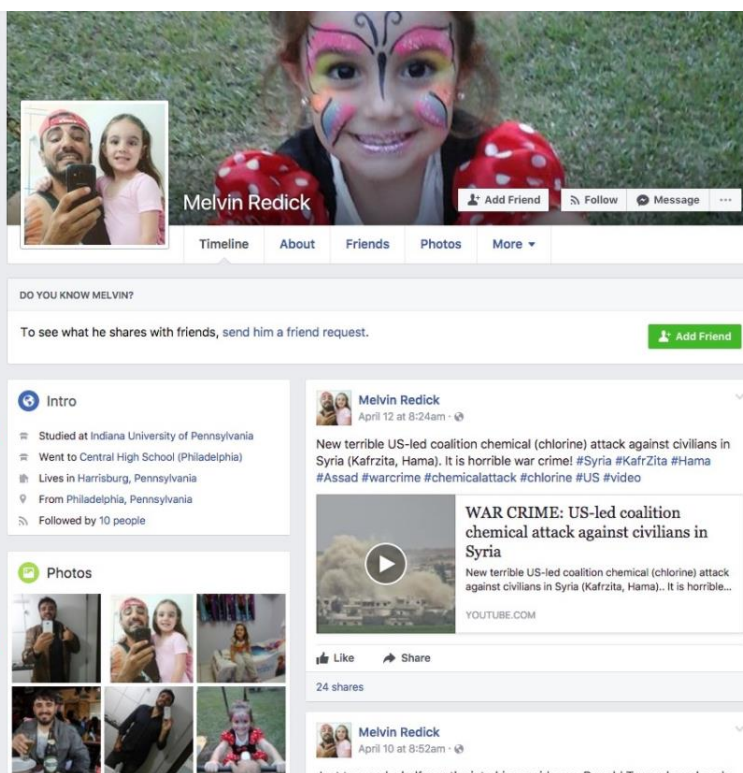 Melvin Redick
Add Friend
Follow
Message
Timeline
About
Friends
Photos
More
DO YOU KNOW MELVIN?
To see what he shares with friends, send him a friend request.
Add Friend
Intro
Studied at Indiana University of Pennsylvania
Went to Central High School (Philadelphia)
Lives in Harrisburg, Pennsylvania
From Philadelphia, Pennsylvania
Followed by 10 people
Photos
Melvin Redick
April 12 at 8:24am ·
New terrible US-led coalition chemical (chlorine) attack against civilians in
Syria (Kafrzita, Hama). It is horrible war crime! #Syria #KafrZita #Hama
#Assad #warcrime #chemicalattack #chlorine #US #video
WAR CRIME: US-led coalition
chemical attack against civilians in
Syria
New terrible US-led coalition chemical (chlorine) attack
against civilians in Syria (Kafrzita, Hama).. It is horrible...
YOUTUBE.COM
Like
Share
24 shares
Melvin Redick
April 10 at 8:52am ·